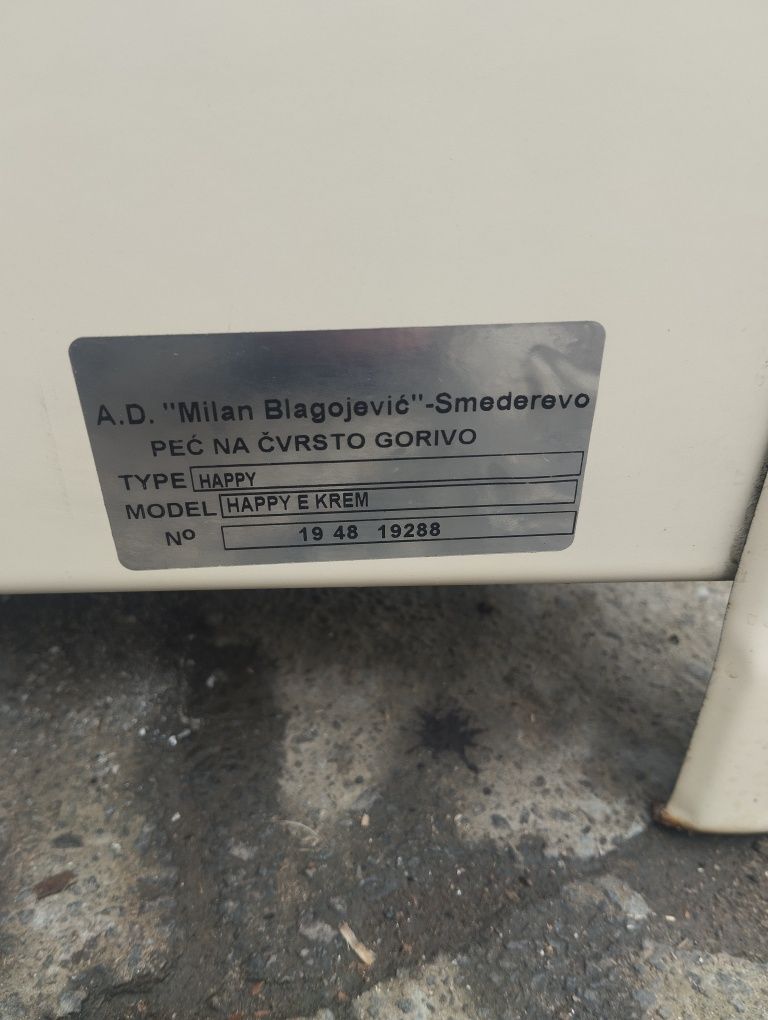 A.D. "Milan Blagojević"-Smederevo
PEĆ NA ČVRSTO GORIVO
TYPE HAPPY
MODEL HAPPY E KREM
Nº 19 48 19288